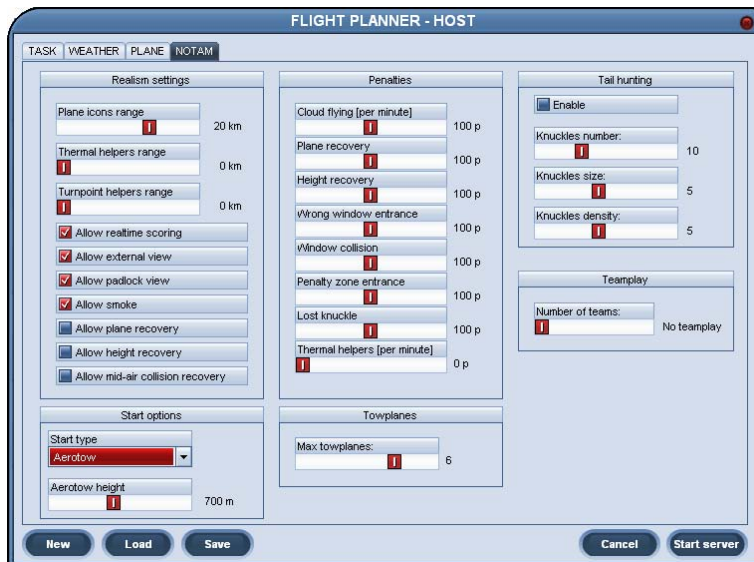 FLIGHT PLANNER - HOST
TASK WEATHER PLANE NOTAM
Realism settings
Plane icons range
20 km
Thermal helpers range
0 km
Turnpoint helpers range
0 km
Allow realtime scoring
Allow external view
Allow padlock view
Allow smoke
Allow plane recovery
Allow height recovery
Allow mid-air collision recovery
Start options
Start type
Aerotow
Aerotow height
700 m
Penalties
Cloud flying [per minute]
100 p
Plane recovery
100 p
Height recovery
100 p
Wrong window entrance
100 p
Window collision
100 p
Penalty zone entrance
100 p
Lost knuckle
100 p
Thermal helpers [per minute]
0 p
Towplanes
Max towplanes:
6
Tail hunting
Enable
Knuckles number:
10
Knuckles size:
5
Knuckles density:
5
Teamplay
Number of teams:
No teamplay
New Load Save Cancel Start server